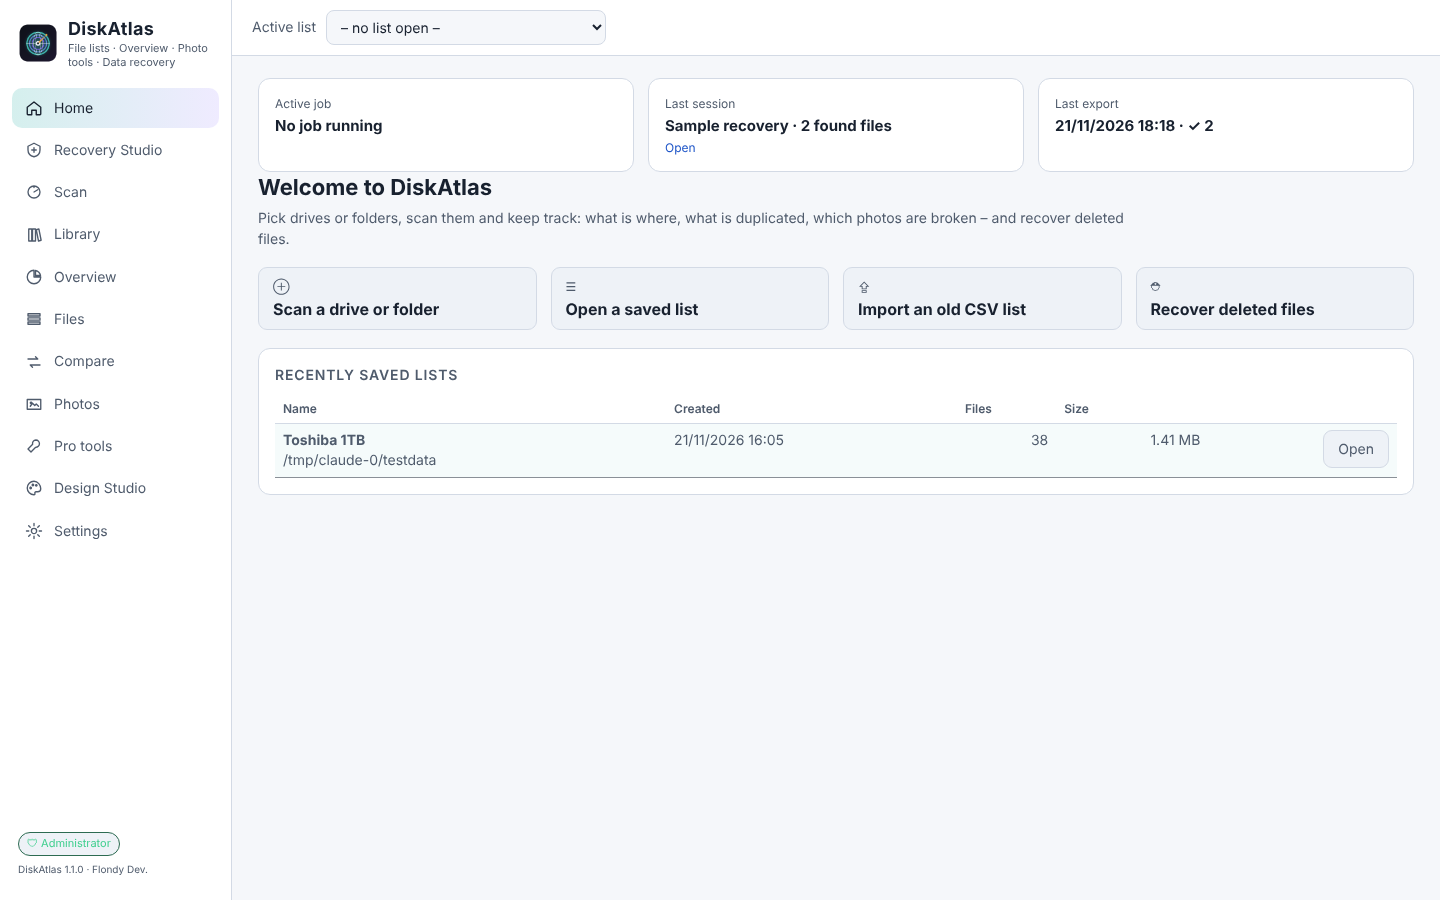 DiskAtlas
File lists · Overview · Photo
tools · Data recovery
Home
Recovery Studio
Scan
Library
Overview
Files
Compare
Photos
Pro tools
Design Studio
Settings
Administrator
DiskAtlas 1.1.0 · Flondy Dev.
Active list
– no list open –
Active job
No job running
Last session
Sample recovery · 2 found files
Open
Last export
21/11/2026 18:18 · ✓ 2
Welcome to DiskAtlas
Pick drives or folders, scan them and keep track: what is where, what is duplicated, which photos are broken – and recover deleted
files.
Scan a drive or folder
Open a saved list
Import an old CSV list
Recover deleted files
RECENTLY SAVED LISTS
Name Created Files Size
Toshiba 1TB 21/11/2026 16:05 38 1.41 MB Open
/tmp/claude-0/testdata